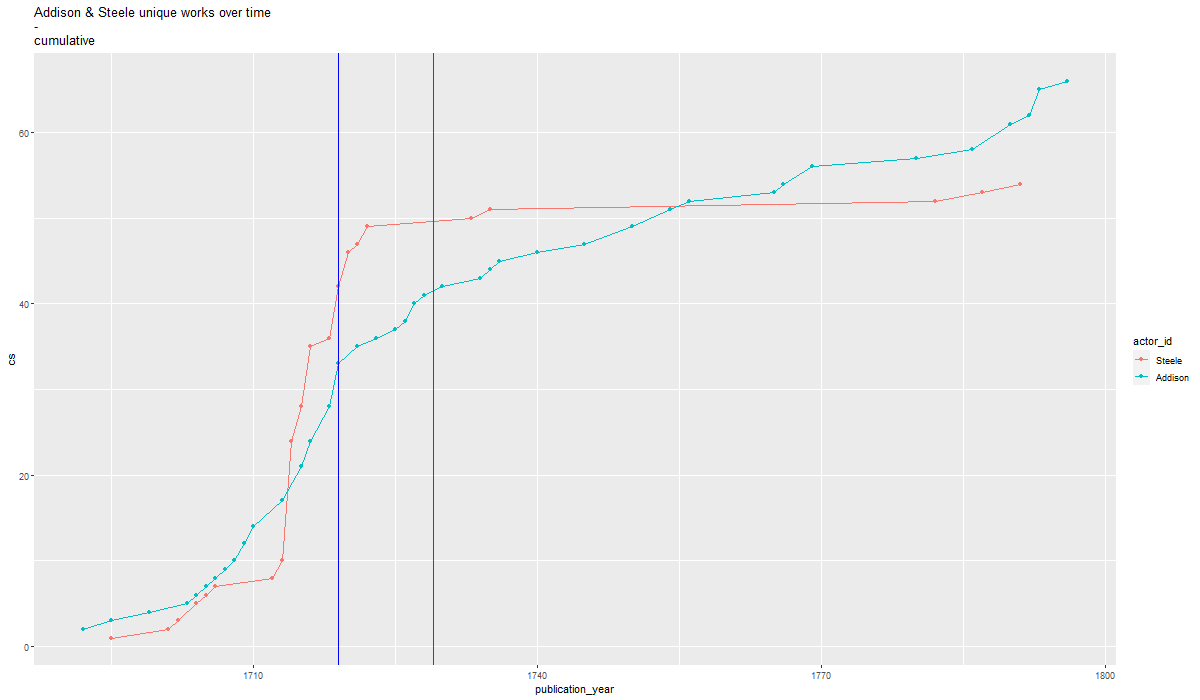 Addison & Steele unique works over time
-
cumulative
60
40
20
0
cs
1710
1740
1770
1800
publication_year
actor_id
Steele
Addison